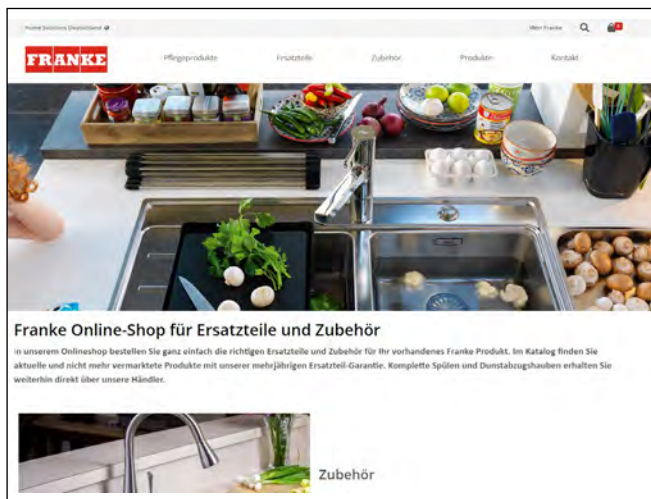 Home Solutions Deutschland
Mein Franke
FRANKE
Pflegeprodukte
Ersatzteile
Zubehör
Produkte
Kontakt
Franke Online-Shop für Ersatzteile und Zubehör
In unserem Onlineshop bestellen Sie ganz einfach die richtigen Ersatzteile und Zubehör für Ihr vorhandenes Franke Produkt. Im Katalog finden Sie
aktuelle und nicht mehr vermarktete Produkte mit unserer mehrjährigen Ersatzteil-Garantie. Komplette Spülen und Dunstabzugshauben erhalten Sie
weiterhin direkt über unsere Händler.
Zubehör